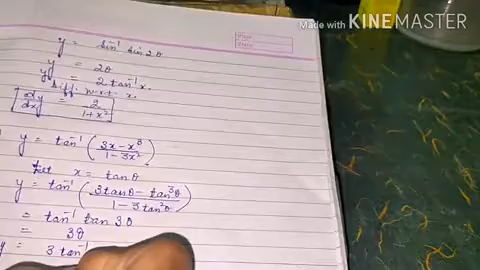 Made with KINEMASTER
y = sin⁻¹ sin 2θ
y = 2θ
y = 2 tan⁻¹ x.
diff w.r.t. x.
dy/dx = 2/(1+x²)
y = tan⁻¹ ( (3x - x³)/(1 - 3x²) )
Let x = tanθ
y = tan⁻¹ ( (3tanθ - tan³θ)/(1 - 3tan²θ) )
= tan⁻¹ tan 3θ
= 3θ
y = 3 tan⁻¹